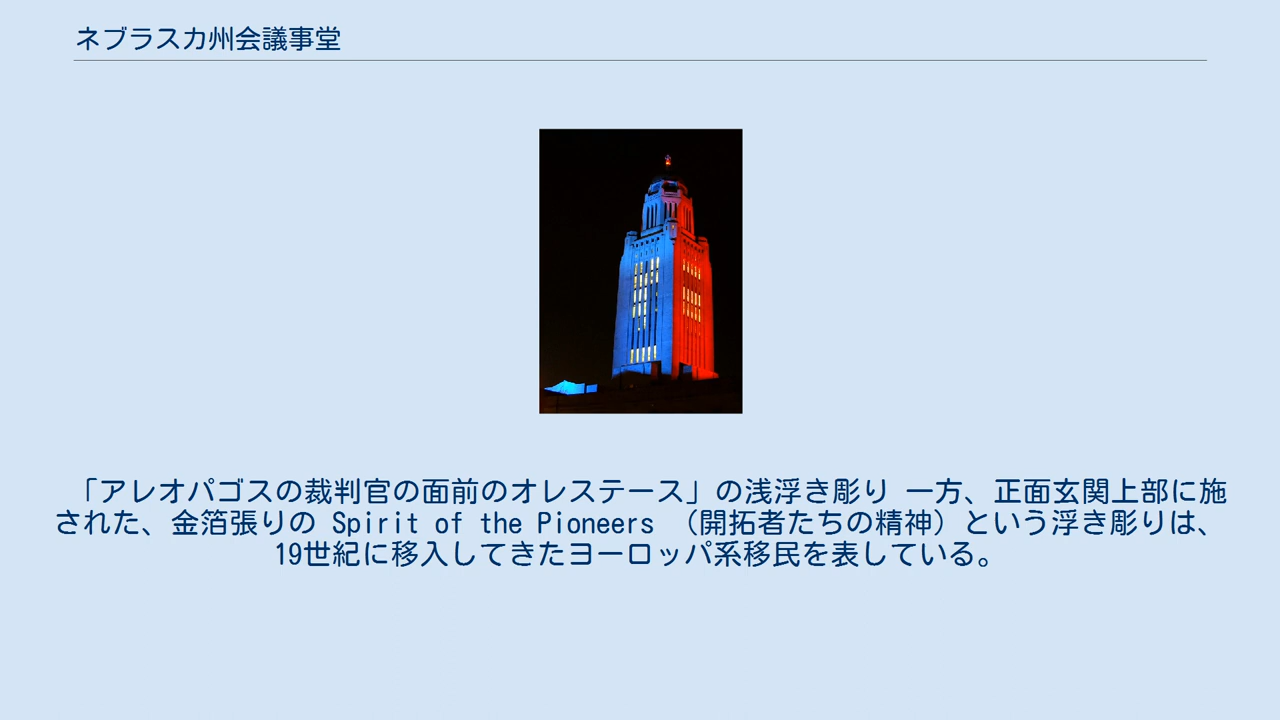 ネブラスカ州会議事堂
「アレオパゴスの裁判官の面前のオレステース」の浅浮き彫り 一方、正面玄関上部に施
された、金箔張りの Spirit of the Pioneers （開拓者たちの精神）という浮き彫りは、
19世紀に移入してきたヨーロッパ系移民を表している。